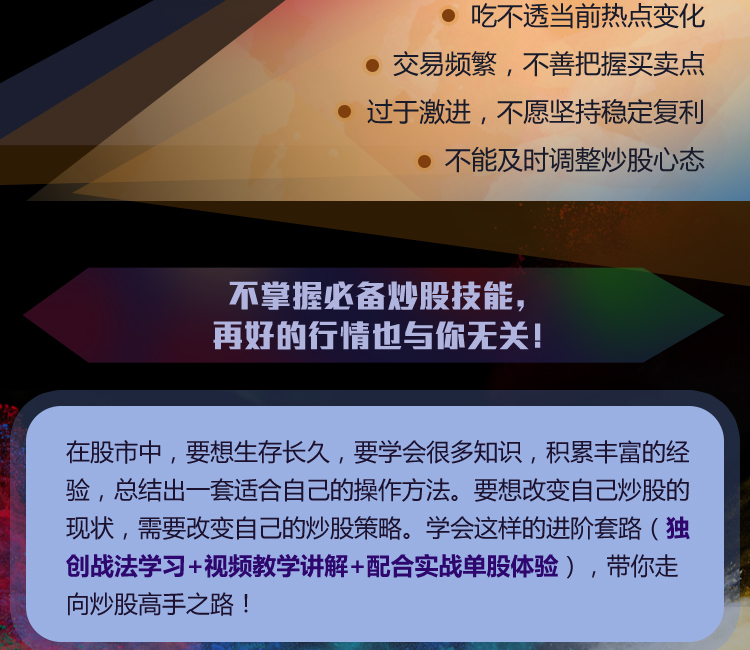 吃不透当前热点变化
交易频繁，不善把握买卖点
过于激进，不愿坚持稳定复利
不能及时调整炒股心态
不掌握必备炒股技能，
再好的行情也与你无关！
在股市中，要想生存长久，要学会很多知识，积累丰富的经
验，总结出一套适合自己的操作方法。要想改变自己炒股的
现状，需要改变自己的炒股策略。学会这样的进阶套路（独
创战法学习+视频教学讲解+配合实战单股体验），带你走
向炒股高手之路！